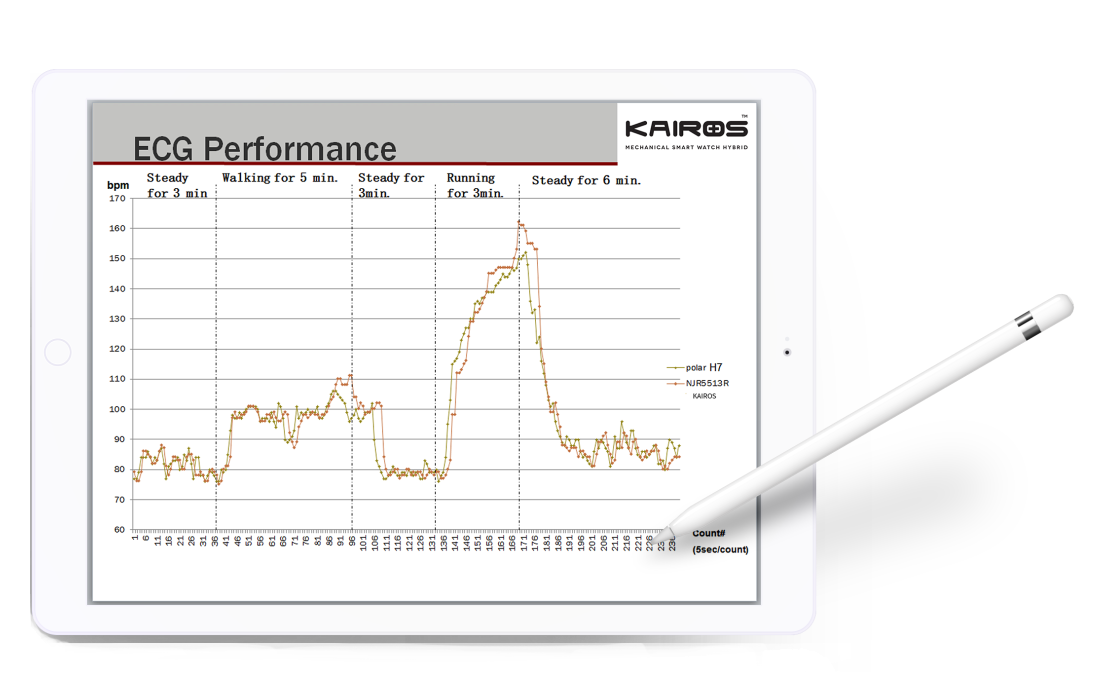 ECG Performance
KAIROS
TM
MECHANICAL SMART WATCH HYBRID
bpm
Steady
for 3 min
Walking for 5 min.
Steady for
3min.
Running
for 3min.
Steady for 6 min.
170
160
150
140
130
120
110
100
90
80
70
60
polar H7
NJR5513R
KAIROS
1 6 11 16 21 26 31 36 41 46 51 56 61 66 71 76 81 86 91 96 101 106 111 116 121 126 131 136 141 146 151 156 161 166 171 176 181 186 191 196 201 206 211 216 221 226
Count#
(5sec/count)